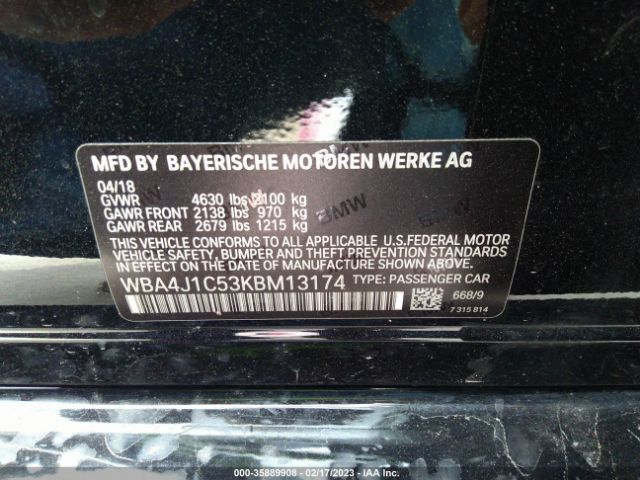 MFD BY BAYERISCHE MOTOREN WERKE AG
04/18
GVWR 4630 lbs 2100 kg
GAWR FRONT 2138 lbs 970 kg
GAWR REAR 2679 lbs 1215 kg
THIS VEHICLE CONFORMS TO ALL APPLICABLE U.S.FEDERAL MOTOR
VEHICLE SAFETY, BUMPER AND THEFT PREVENTION STANDARDS IN
EFFECT ON THE DATE OF MANUFACTURE SHOWN ABOVE.
WBA4J1C53KBM13174 TYPE: PASSENGER CAR
668/9
7 315 814
BMW
000-35889908 - 02/17/2023 - IAA Inc.